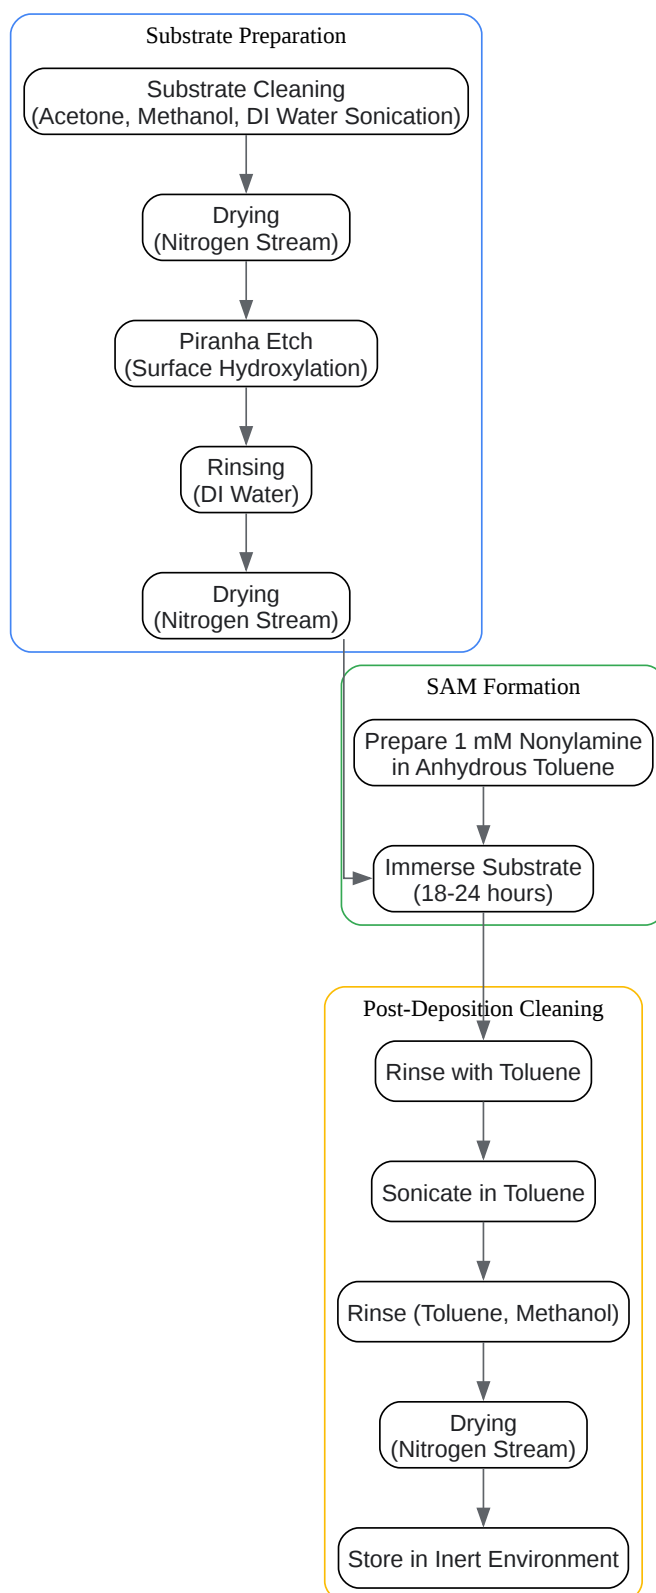 Substrate Preparation
Substrate Cleaning
(Acetone, Methanol, DI Water Sonication)
Drying
(Nitrogen Stream)
Piranha Etch
(Surface Hydroxylation)
Rinsing
(DI Water)
Drying
(Nitrogen Stream)
SAM Formation
Prepare 1 mM Nonylamine
in Anhydrous Toluene
Immerse Substrate
(18-24 hours)
Post-Deposition Cleaning
Rinse with Toluene
Sonicate in Toluene
Rinse (Toluene, Methanol)
Drying
(Nitrogen Stream)
Store in Inert Environment